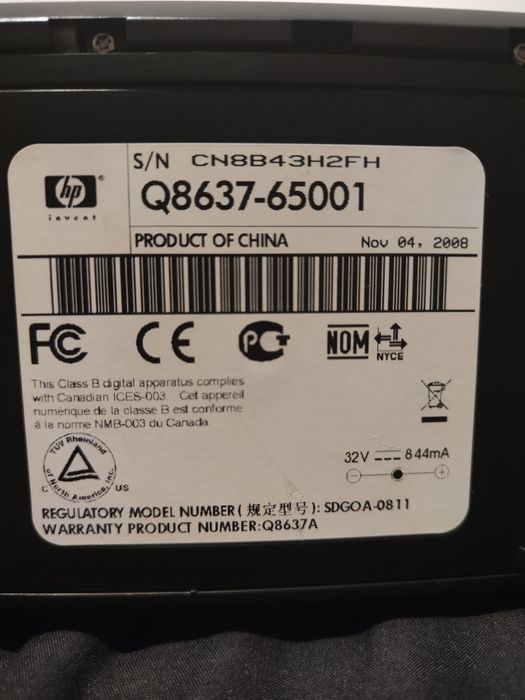 hp
invent
S/N CN8B43H2FH
Q8637-65001
PRODUCT OF CHINA Nov 04, 2008
FC CE PCT NOM NYCE
This Class B digital apparatus complies
with Canadian ICES-003. Cet appareil
numérique de la classe B est conforme
à la norme NMB-003 du Canada.
TÜV Rheinland
of North America, Inc.
C US
32V 844mA
REGULATORY MODEL NUMBER (规定型号): SDGOA-0811
WARRANTY PRODUCT NUMBER:Q8637A